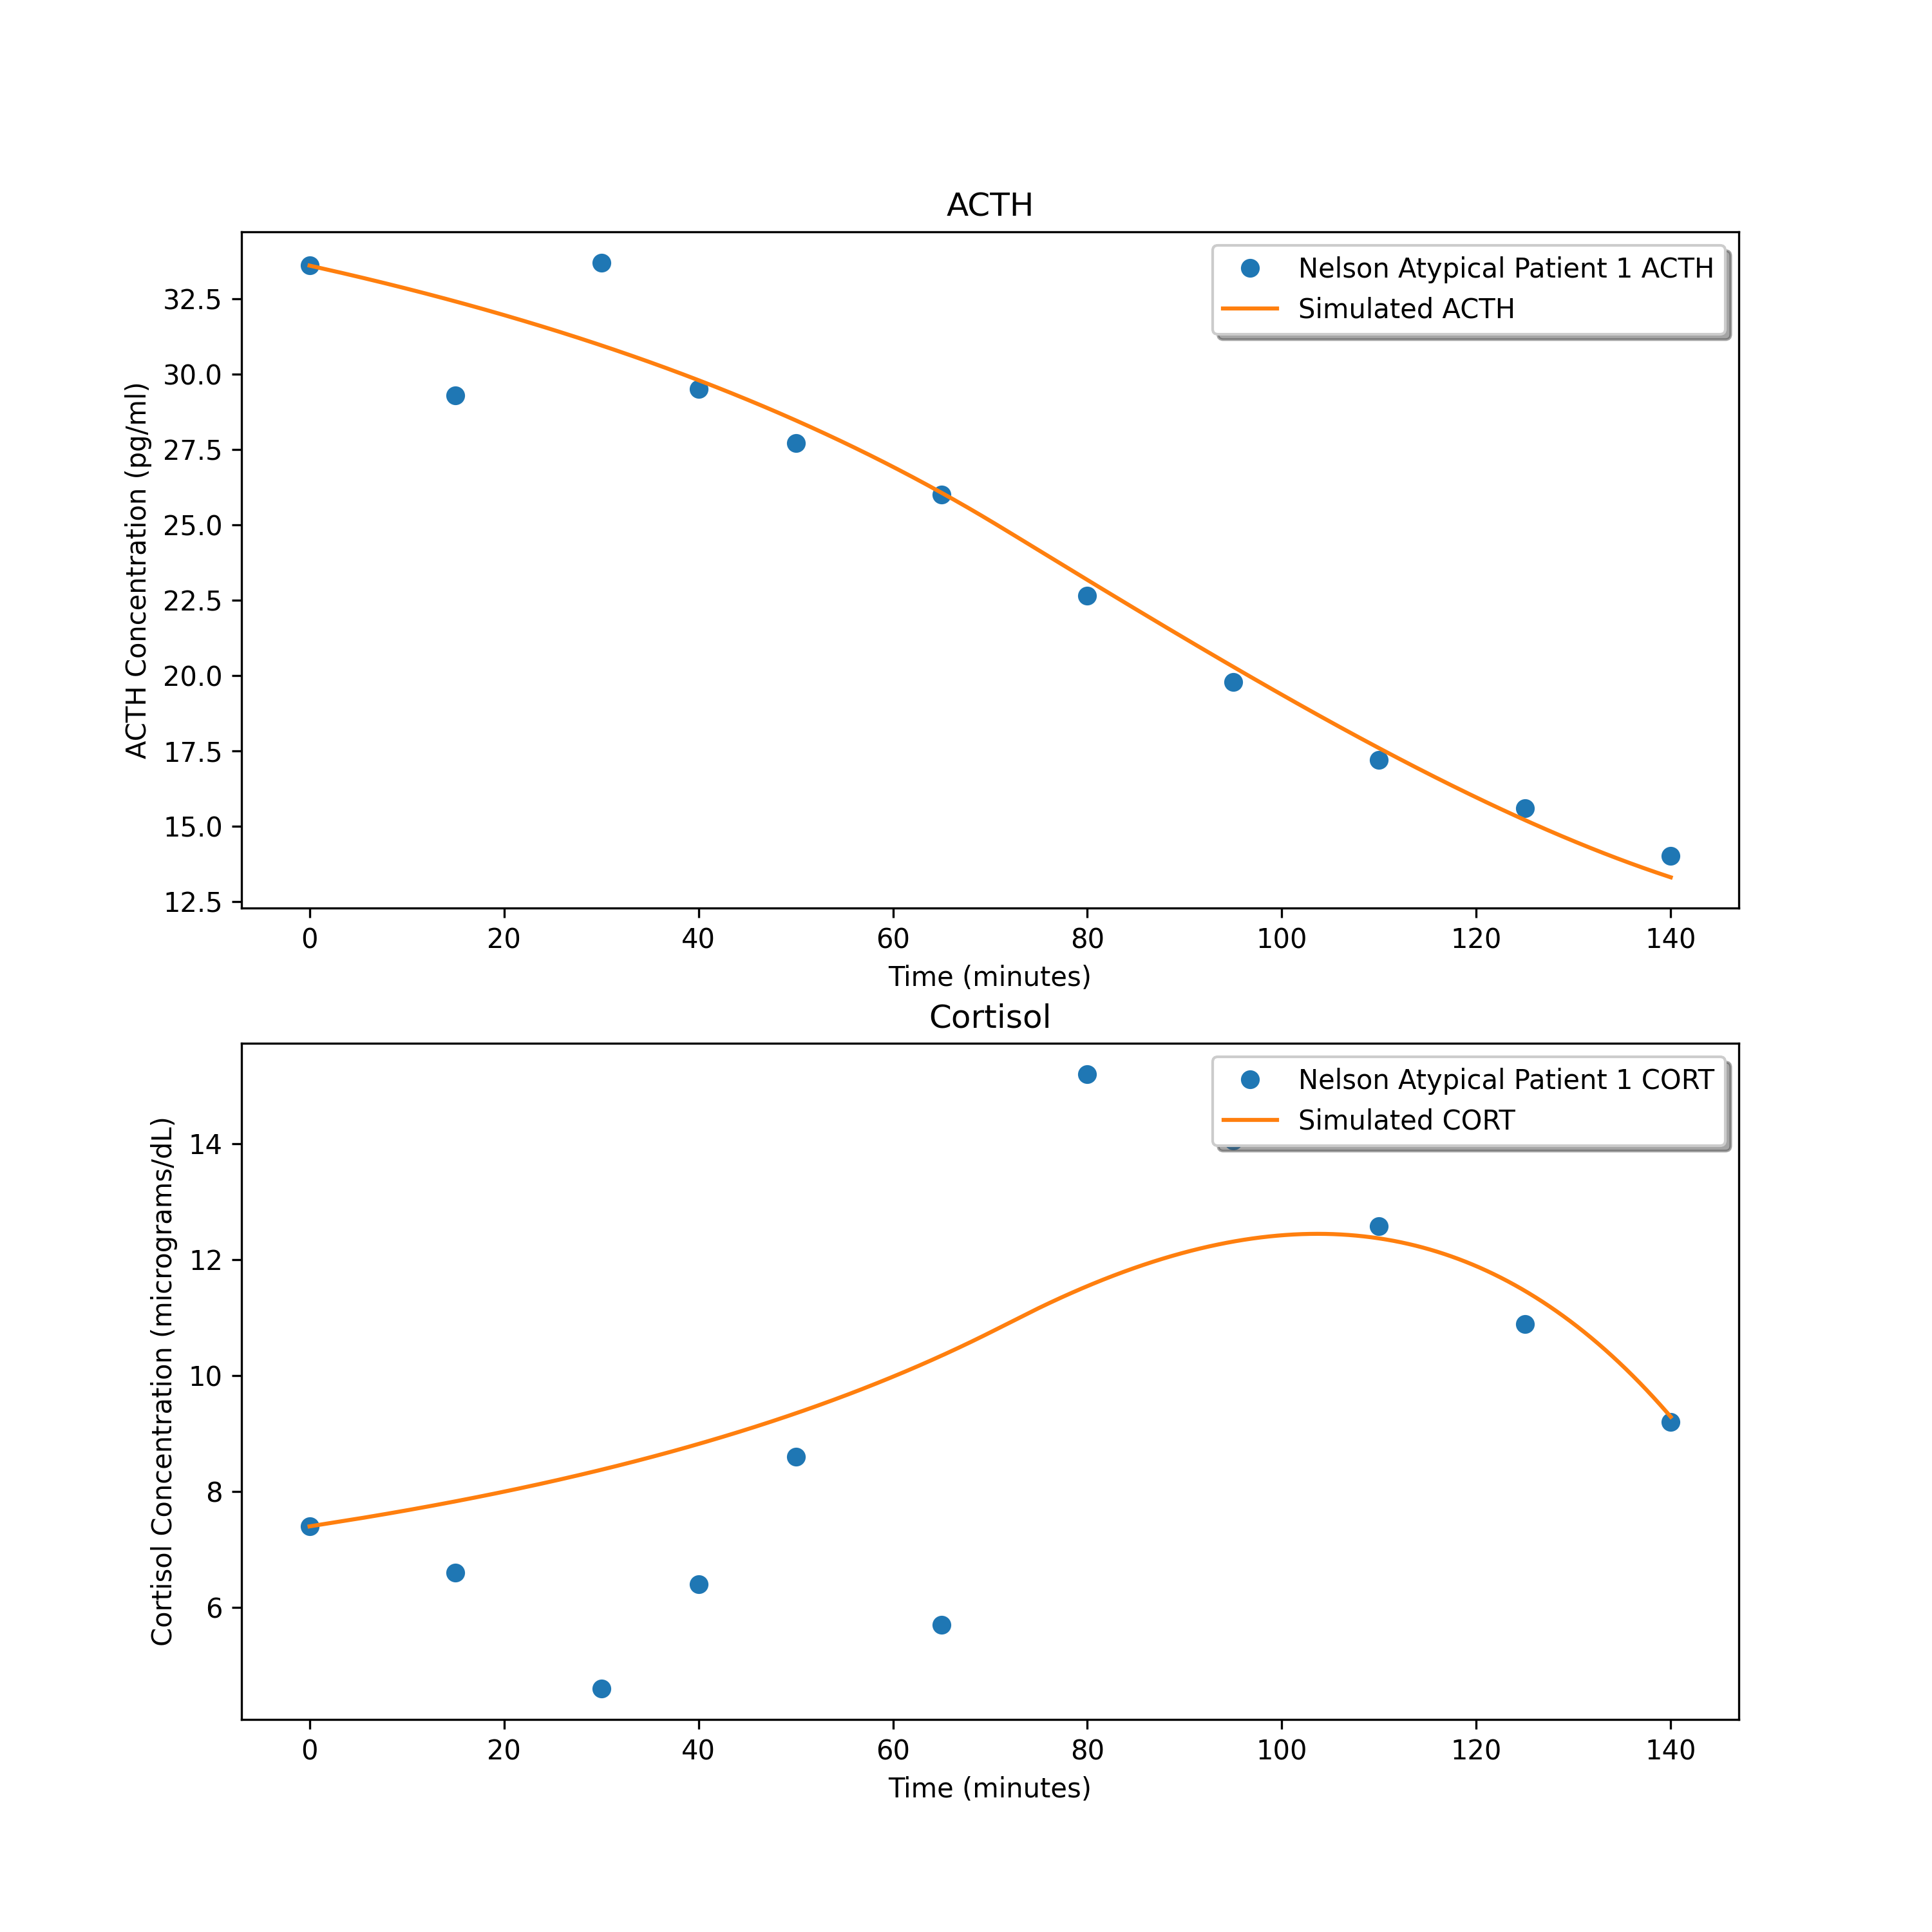 ACTH
Nelson Atypical Patient 1 ACTH
Simulated ACTH
ACTH Concentration (pg/ml)
32.5
30.0
27.5
25.0
22.5
20.0
17.5
15.0
12.5
0 20 40 60 80 100 120 140
Time (minutes)
Cortisol
Nelson Atypical Patient 1 CORT
Simulated CORT
Cortisol Concentration (micrograms/dL)
14
12
10
8
6
0 20 40 60 80 100 120 140
Time (minutes)